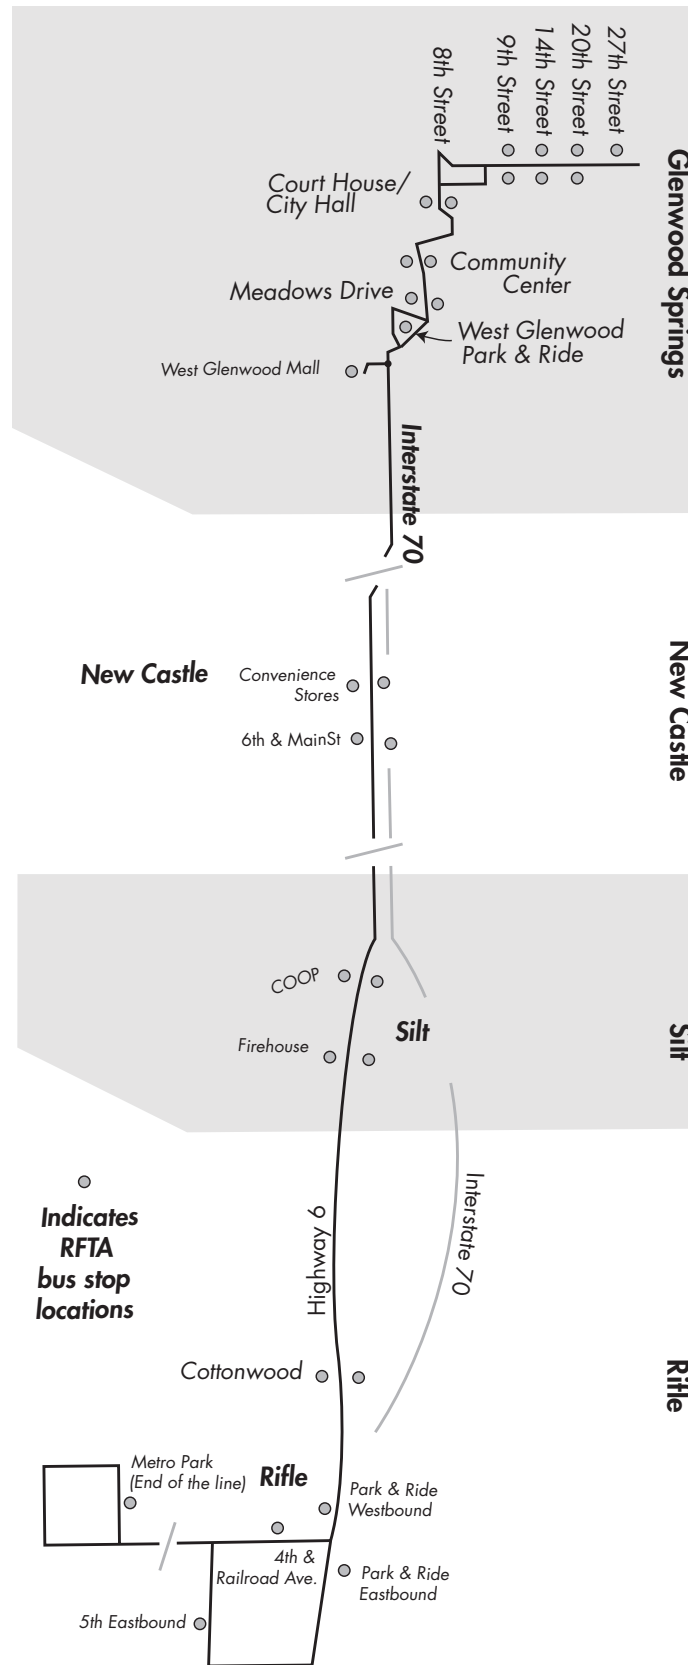 8th Street
9th Street
14th Street
20th Street
27th Street
Glenwood Springs
Court House/
City Hall
Community
Center
Meadows Drive
West Glenwood
Park & Ride
West Glenwood Mall
Interstate 70
New Castle
Convenience
Stores
6th & MainSt
New Castle
COOP
Silt
Firehouse
Silt
Indicates
RFTA
bus stop
locations
Highway 6
Interstate 70
Cottonwood
Rifle
Metro Park
(End of the line)
Rifle
Park & Ride
Westbound
4th &
Railroad Ave.
Park & Ride
Eastbound
5th Eastbound